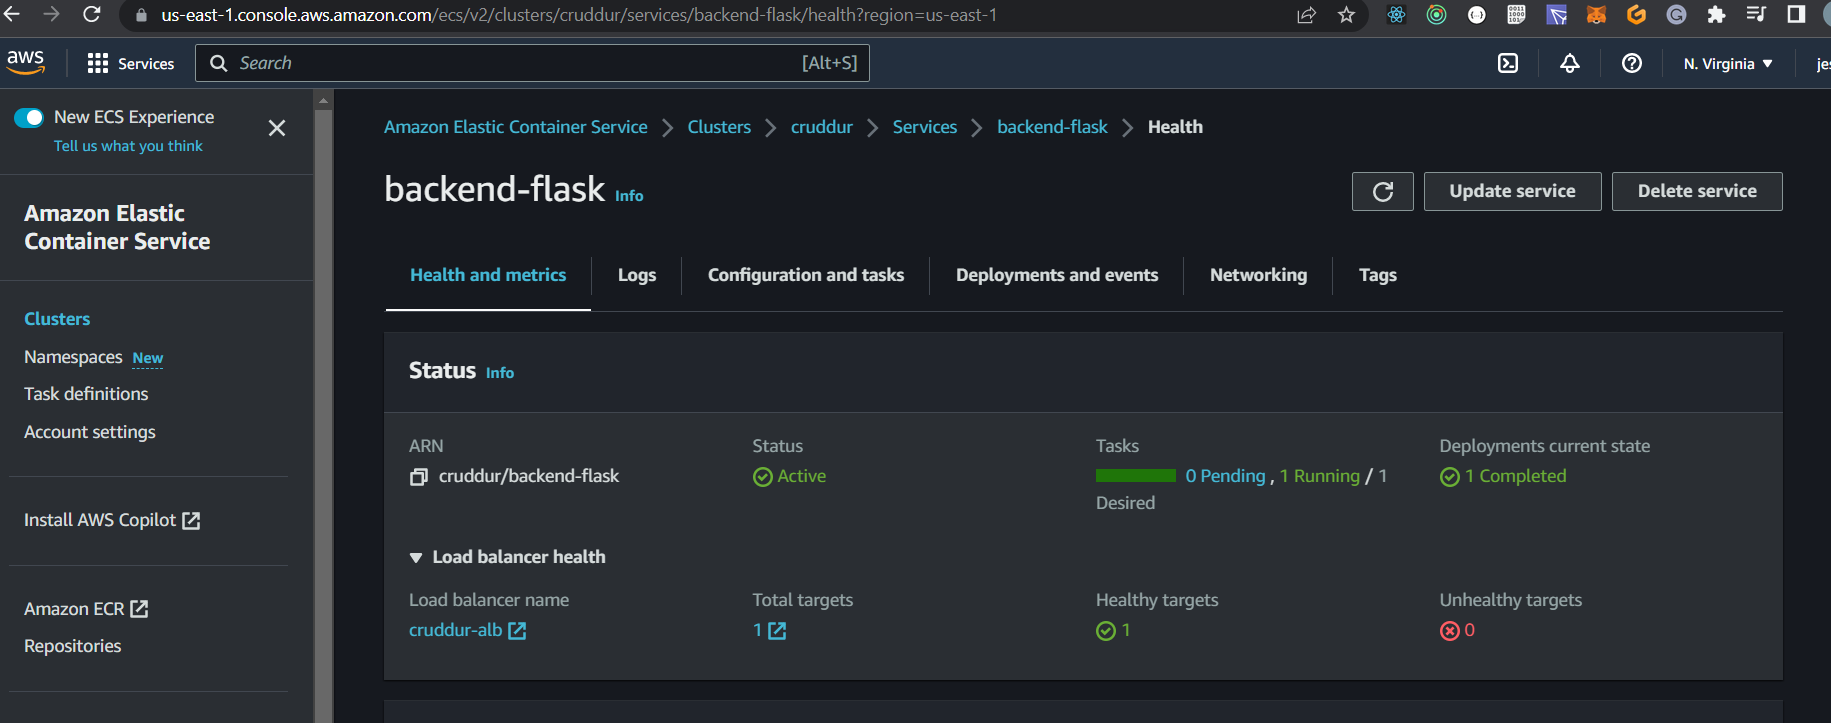 us-east-1.console.aws.amazon.com/ecs/v2/clusters/cruddur/services/backend-flask/health?region=us-east-1
aws
Services
Search
[Alt+S]
N. Virginia
New ECS Experience
Tell us what you think
Amazon Elastic
Container Service
Clusters
Namespaces New
Task definitions
Account settings
Install AWS Copilot
Amazon ECR
Repositories
Amazon Elastic Container Service > Clusters > cruddur > Services > backend-flask > Health
backend-flask Info
Update service
Delete service
Health and metrics
Logs
Configuration and tasks
Deployments and events
Networking
Tags
Status Info
ARN
cruddur/backend-flask
Status
Active
Tasks
0 Pending , 1 Running / 1
Desired
Deployments current state
1 Completed
Load balancer health
Load balancer name
cruddur-alb
Total targets
1
Healthy targets
1
Unhealthy targets
0